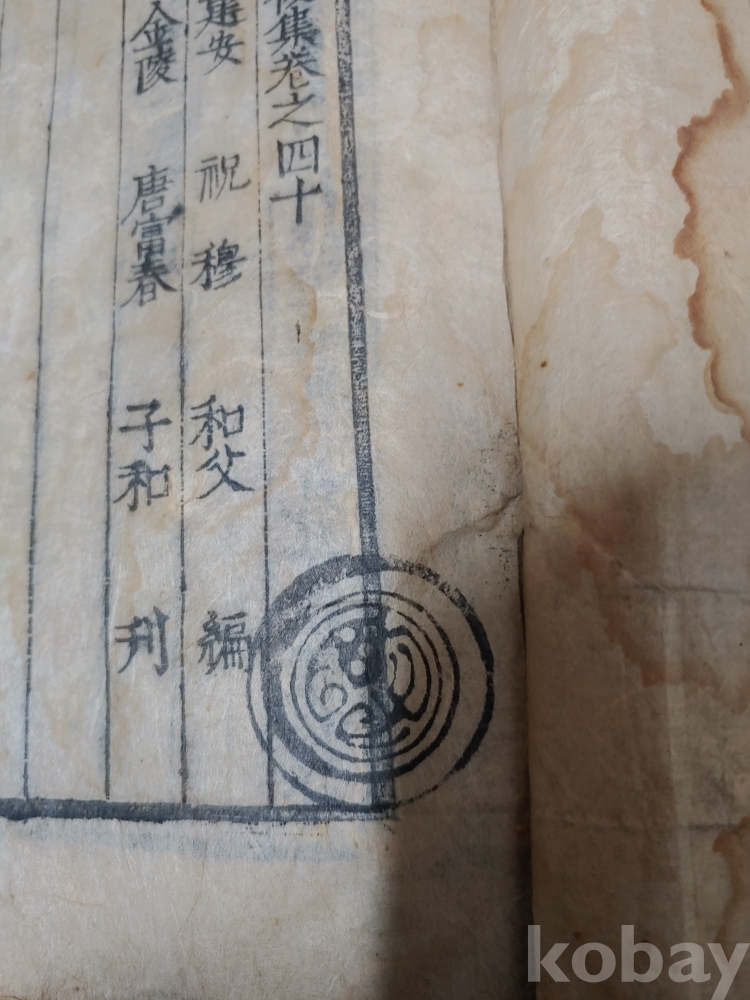 集卷之四十
建安 祝穆 和父 編
金陵 唐富春 子和 刋
kobay